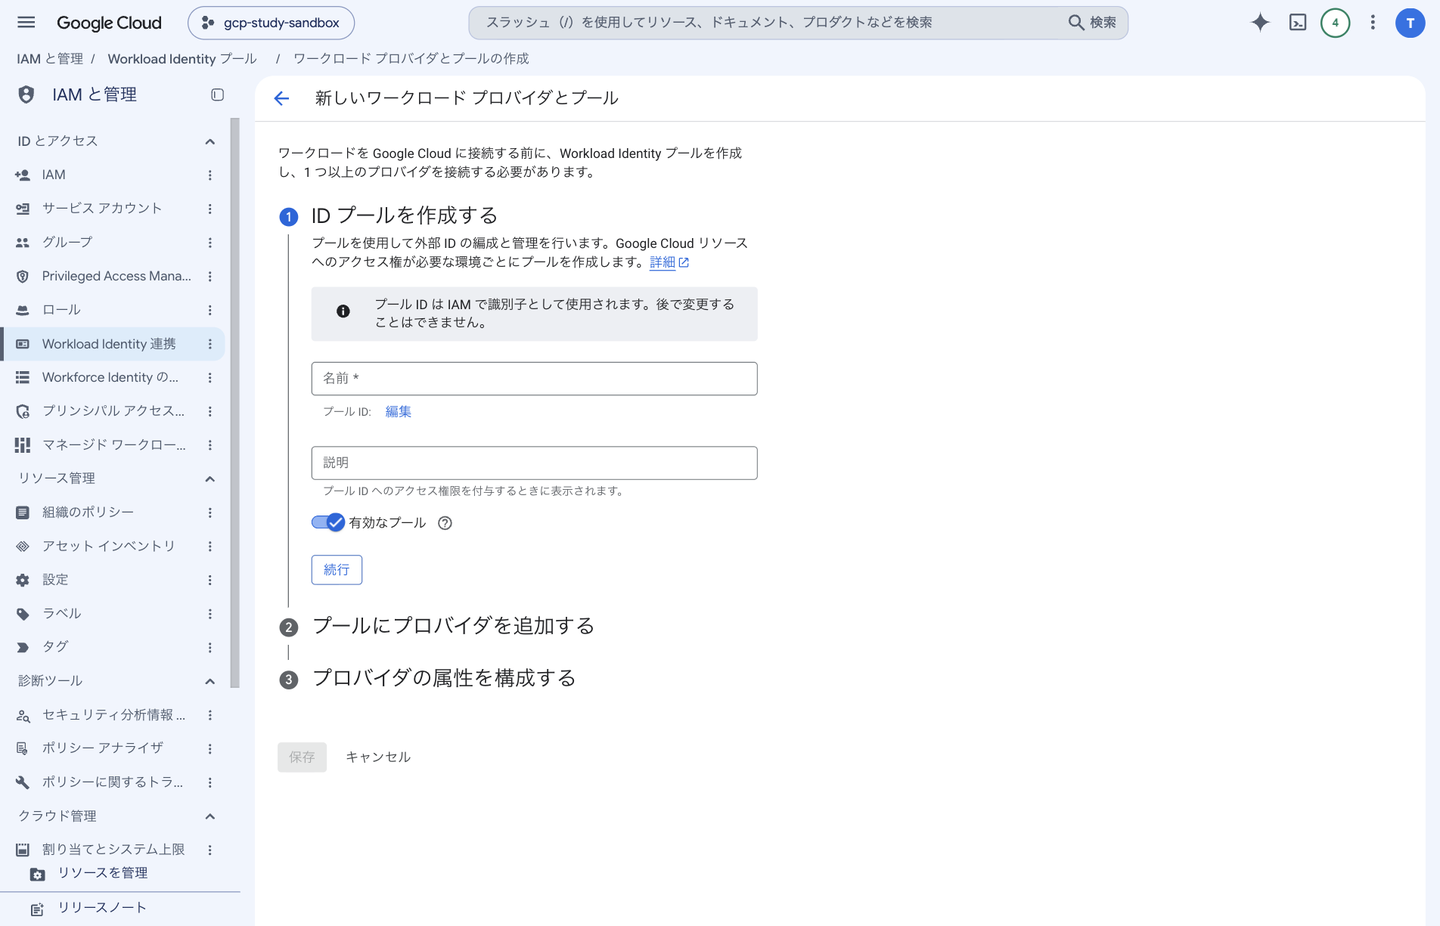 Google Cloud
gcp-study-sandbox
スラッシュ（/）を使用してリソース、ドキュメント、プロダクトなどを検索
検索
4
T
IAM と管理 / Workload Identity プール / ワークロード プロバイダとプールの作成
IAM と管理
ID とアクセス
IAM
サービス アカウント
グループ
Privileged Access Mana...
ロール
Workload Identity 連携
Workforce Identity の...
プリンシパル アクセス...
マネージド ワークロー...
リソース管理
組織のポリシー
アセット インベントリ
設定
ラベル
タグ
診断ツール
セキュリティ分析情報 ...
ポリシー アナライザ
ポリシーに関するトラ...
クラウド管理
割り当てとシステム上限
リソースを管理
リリースノート
新しいワークロード プロバイダとプール
ワークロードを Google Cloud に接続する前に、Workload Identity プールを作成
し、1 つ以上のプロバイダを接続する必要があります。
1 ID プールを作成する
プールを使用して外部 ID の編成と管理を行います。Google Cloud リソース
へのアクセス権が必要な環境ごとにプールを作成します。詳細
プール ID は IAM で識別子として使用されます。後で変更する
ことはできません。
名前 *
プール ID: 編集
説明
プール ID へのアクセス権限を付与するときに表示されます。
有効なプール
続行
2 プールにプロバイダを追加する
3 プロバイダの属性を構成する
保存 キャンセル